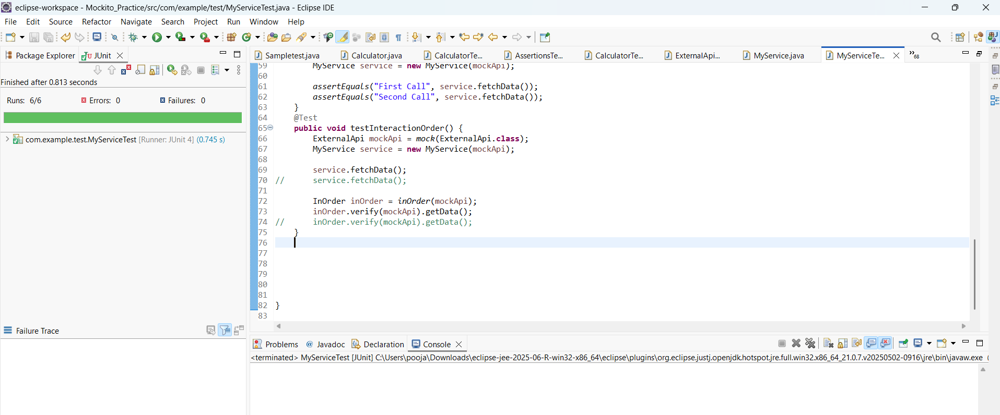 eclipse-workspace - Mockito_Practice/src/com/example/test/MyServiceTest.java - Eclipse IDE
File Edit Source Refactor Navigate Search Project Run Window Help
Package Explorer JUnit
Finished after 0.813 seconds
Runs: 6/6 Errors: 0 Failures: 0
com.example.test.MyServiceTest [Runner: JUnit 4] (0.745 s)
Failure Trace
Sampletest.java Calculator.java CalculatorTe... AssertionsTe... CalculatorTe... ExternalApi... MyService.java MyServiceTe... »68
59 MyService service = new MyService(mockApi);
60
61 assertEquals("First Call", service.fetchData());
62 assertEquals("Second Call", service.fetchData());
63 }
64 @Test
65 public void testInteractionOrder() {
66 ExternalApi mockApi = mock(ExternalApi.class);
67 MyService service = new MyService(mockApi);
68
69 service.fetchData();
70 // service.fetchData();
71
72 InOrder inOrder = inOrder(mockApi);
73 inOrder.verify(mockApi).getData();
74 // inOrder.verify(mockApi).getData();
75 }
76
77
78
79
80
81
82 }
83
Problems @ Javadoc Declaration Console
<terminated> MyServiceTest [JUnit] C:\Users\pooja\Downloads\eclipse-jee-2025-06-R-win32-x86_64\eclipse\plugins\org.eclipse.justj.openjdk.hotspot.jre.full.win32.x86_64_21.0.7.v20250502-0916\jre\bin\javaw.exe (